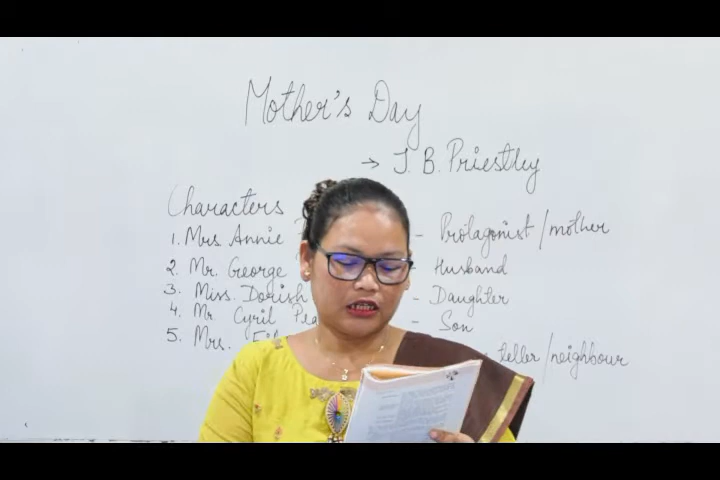 Mother's Day
→ J. B. Priestley
Characters
1. Mrs. Annie - Protagonist/mother
2. Mr. George - Husband
3. Miss. Dorish - Daughter
4. Mr Cyril - Son
5. Mrs. teller/neighbour